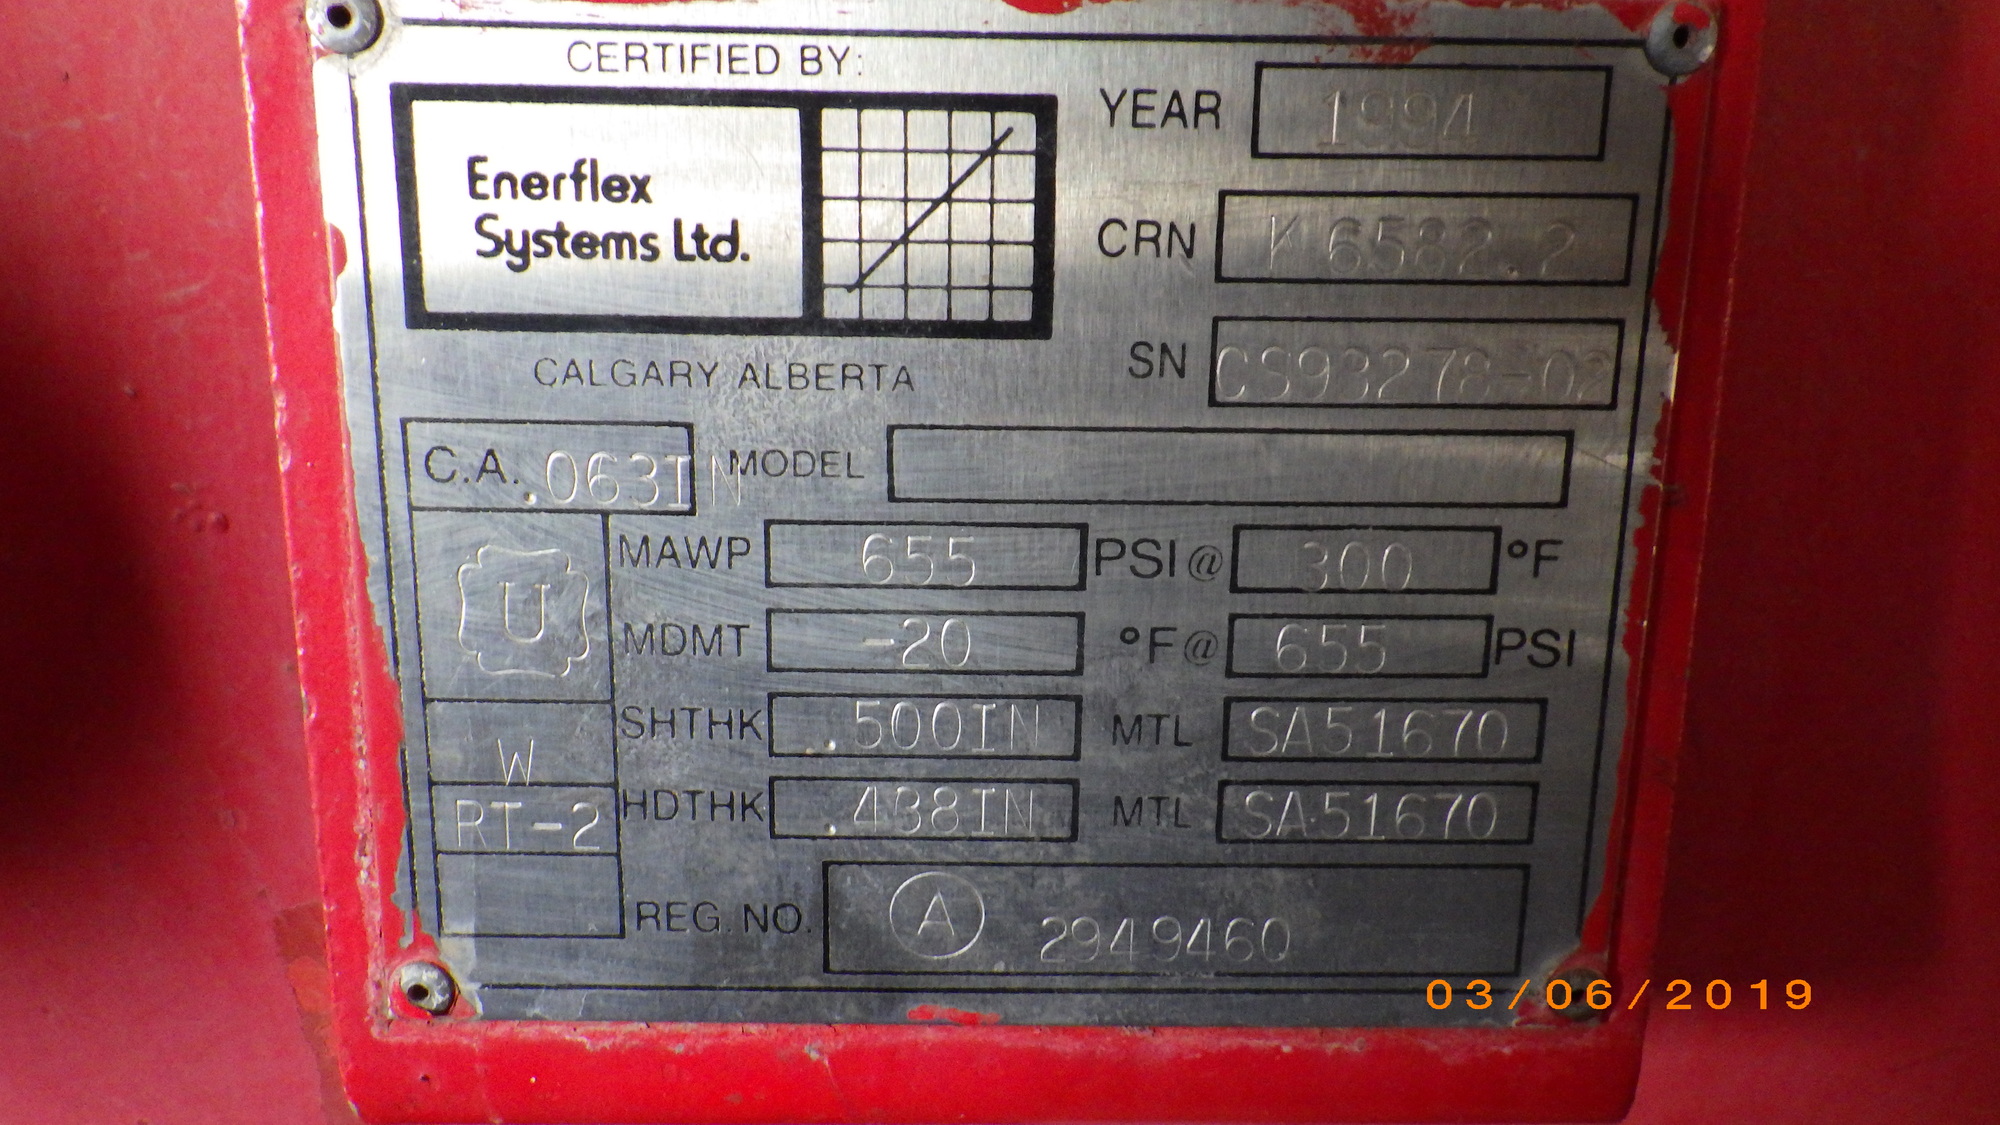 CERTIFIED BY:
Enerflex
Systems Ltd.
CALGARY ALBERTA
YEAR 1994
CRN K 6582.2
SN CS93278-02
C.A. .063IN MODEL
U
MAWP 655 PSI @ 300 °F
MDMT -20 °F @ 655 PSI
W
SHTHK .500IN MTL SA51670
RT-2
HDTHK .438IN MTL SA51670
REG. NO. A 2949460
03/06/2019